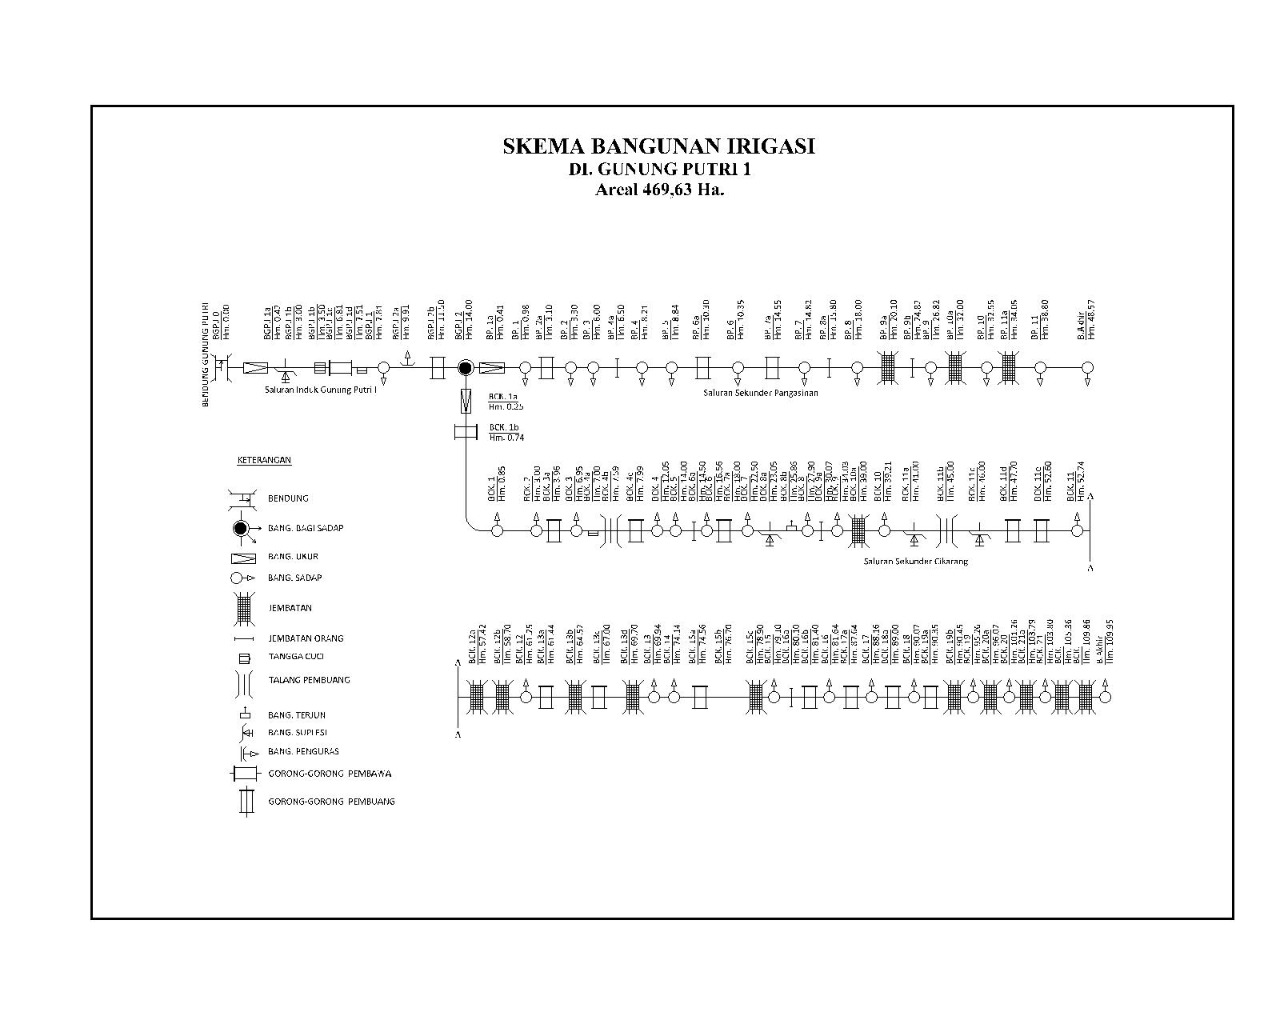 SKEMA BANGUNAN IRIGASI
DI. GUNUNG PUTRI 1
Areal 469,63 Ha.
BENDUNG GUNUNG PUTRI
BGPJ 0
Hm. 0.00
BGPJ 1a
Hm. 0.42
BGPJ 1b
Hm. 3.00
BGPJ 1b
Hm. 3.50
BGPJ 1c
Hm. 6.81
BGPJ 1d
Hm. 7.51
BGPJ 1
Hm. 7.81
BGPJ 2a
Hm. 9.91
BGPJ 2b
Hm. 11.50
BGPJ 2
Hm. 14.00
BP. 1a
Hm. 0.41
BP. 1
Hm. 0.98
BP. 2a
Hm. 3.10
BP. 2
Hm. 3.30
BP. 3
Hm. 6.00
BP. 4a
Hm. 6.50
BP. 4
Hm. 8.21
BP. 5
Hm. 8.84
BP. 6a
Hm. 10.30
BP. 6
Hm. 10.35
BP. 7a
Hm. 14.55
BP. 7
Hm. 14.82
BP. 8a
Hm. 15.80
BP. 8
Hm. 18.00
BP. 9a
Hm. 20.10
BP. 9b
Hm. 24.87
BP. 9
Hm. 26.82
BP. 10a
Hm. 32.00
BP. 10
Hm. 32.55
BP. 11a
Hm. 34.05
BP. 11
Hm. 38.80
B.Akhir
Hm. 48.57
Saluran Induk Gunung Putri I
Saluran Sekunder Pangasinan
BCK. 1a
Hm. 0.25
BCK. 1b
Hm. 0.74
BCK. 1
Hm. 0.85
BCK. 2
Hm. 3.00
BCK. 3a
Hm. 3.96
BCK. 3
Hm. 6.95
BCK. 4a
Hm. 7.00
BCK. 4b
Hm. 7.59
BCK. 4c
Hm. 7.99
BCK. 4
Hm. 12.05
BCK. 5
Hm. 14.00
BCK. 6a
Hm. 14.50
BCK. 6
Hm. 16.56
BCK. 7a
Hm. 18.00
BCK. 7
Hm. 22.50
BCK. 8a
Hm. 23.05
BCK. 8b
Hm. 25.86
BCK. 8
Hm. 27.90
BCK. 9a
Hm. 30.07
BCK. 9
Hm. 34.03
BCK. 10a
Hm. 39.00
BCK. 10
Hm. 39.21
BCK. 11a
Hm. 41.00
BCK. 11b
Hm. 45.00
BCK. 11c
Hm. 46.00
BCK. 11d
Hm. 47.70
BCK. 11e
Hm. 52.60
BCK. 11
Hm. 52.74
A
A
Saluran Sekunder Cikarang
KETERANGAN
BENDUNG
BANG. BAGI SADAP
BANG. UKUR
BANG. SADAP
JEMBATAN
JEMBATAN ORANG
TANGGA CUCI
TALANG PEMBUANG
BANG. TERJUN
BANG. SUPLESI
BANG. PENGURAS
GORONG-GORONG PEMBAWA
GORONG-GORONG PEMBUANG
A
A
BCK. 12a
Hm. 57.42
BCK. 12b
Hm. 58.70
BCK. 12
Hm. 61.25
BCK. 13a
Hm. 61.44
BCK. 13b
Hm. 64.52
BCK. 13c
Hm. 67.00
BCK. 13d
Hm. 69.70
BCK. 13
Hm. 69.94
BCK. 14
Hm. 74.14
BCK. 15a
Hm. 74.56
BCK. 15b
Hm. 76.70
BCK. 15c
Hm. 78.90
BCK. 15
Hm. 79.10
BCK. 16a
Hm. 80.10
BCK. 16b
Hm. 81.40
BCK. 16
Hm. 81.64
BCK. 17a
Hm. 87.64
BCK. 17
Hm. 88.16
BCK. 18a
Hm. 89.00
BCK. 18
Hm. 90.07
BCK. 19a
Hm. 90.35
BCK. 19b
Hm. 90.45
BCK. 19
Hm. 95.26
BCK. 20a
Hm. 96.07
BCK. 20
Hm. 101.26
BCK. 21a
Hm. 103.79
BCK. 21
Hm. 103.80
BCK.
Hm. 105.36
BCK.
Hm. 109.86
B.Akhir
Hm. 109.95